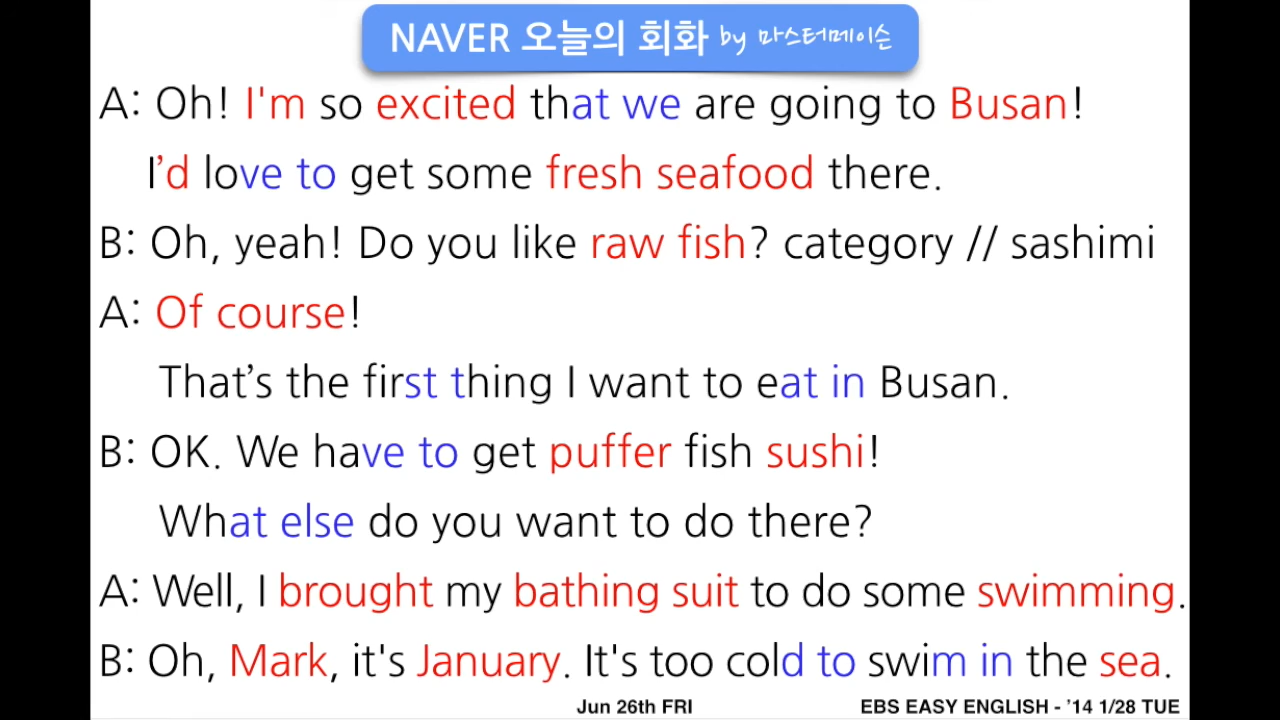 NAVER 오늘의 회화 by 마스터메이슨
A: Oh! I'm so excited that we are going to Busan!
I’d love to get some fresh seafood there.
B: Oh, yeah! Do you like raw fish? category // sashimi
A: Of course!
That’s the first thing I want to eat in Busan.
B: OK. We have to get puffer fish sushi!
What else do you want to do there?
A: Well, I brought my bathing suit to do some swimming.
B: Oh, Mark, it's January. It's too cold to swim in the sea.
Jun 26th FRI
EBS EASY ENGLISH - ’14 1/28 TUE